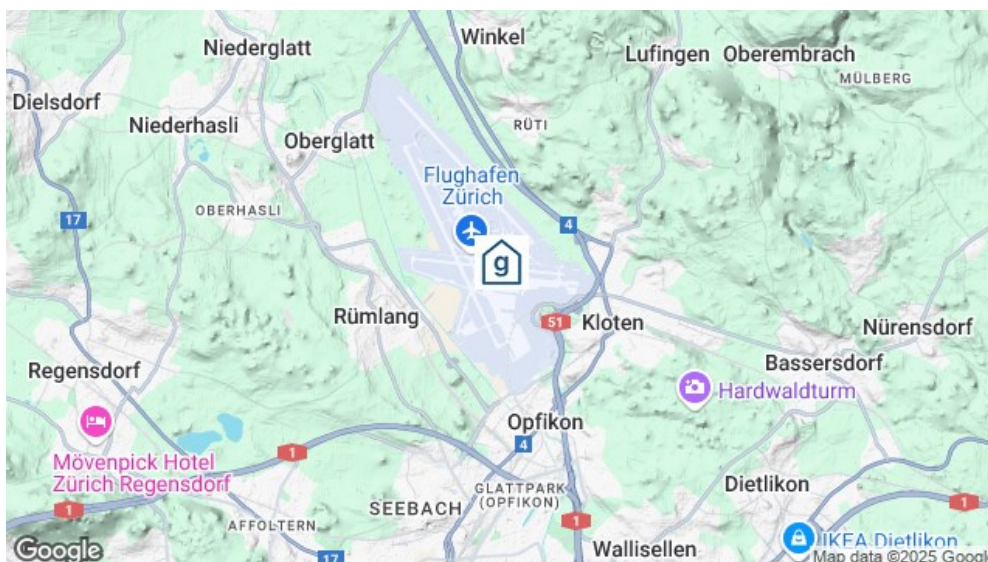 Winkel
Niederglatt
Lufingen
Oberembrach
MÜLBERG
Dielsdorf
Niederhasli
RÜTI
Oberglatt
Flughafen
Zürich
OBERHASLI
17
4
g
Rümlang
51
Kloten
Nürensdorf
Bassersdorf
Regensdorf
Hardwaldturm
Opfikon
4
1
Mövenpick Hotel
Zürich Regensdorf
Dietlikon
GLATTPARK
(OPFIKON)
SEEBACH
1
1
1
AFFOLTERN
IKEA Dietlikon
Wallisellen
Google
17
Map data ©2025 Google